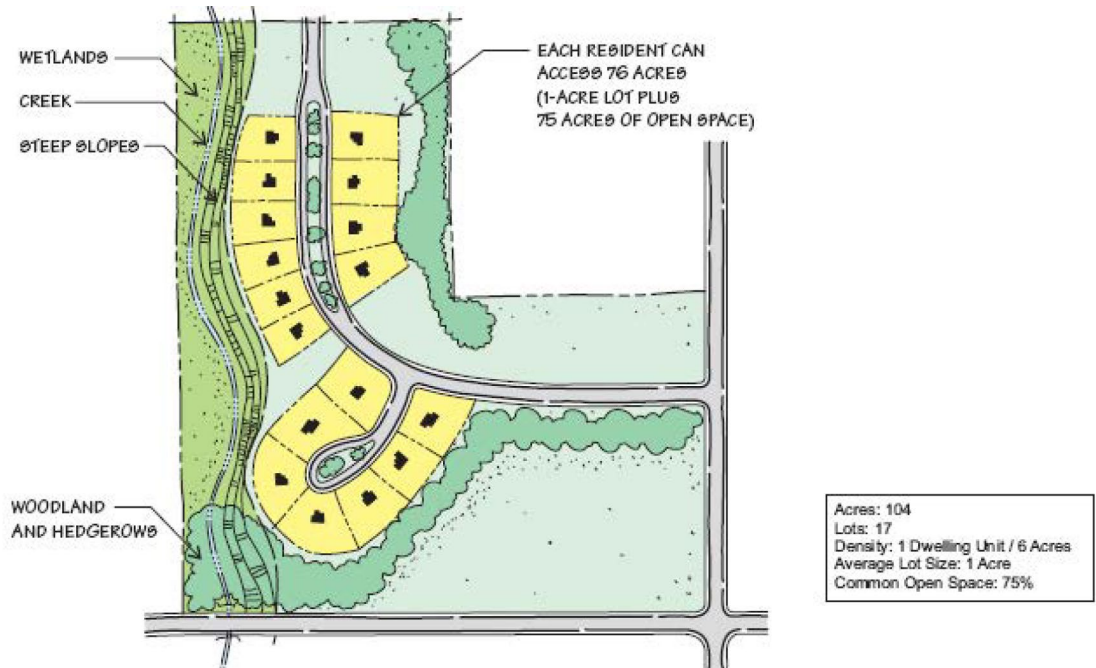 WETLANDS
CREEK
STEEP SLOPES
EACH RESIDENT CAN
ACCESS 76 ACRES
(1-ACRE LOT PLUS
75 ACRES OF OPEN SPACE)
WOODLAND
AND HEDGEROWS
Acres: 104
Lots: 17
Density: 1 Dwelling Unit / 6 Acres
Average Lot Size: 1 Acre
Common Open Space: 75%